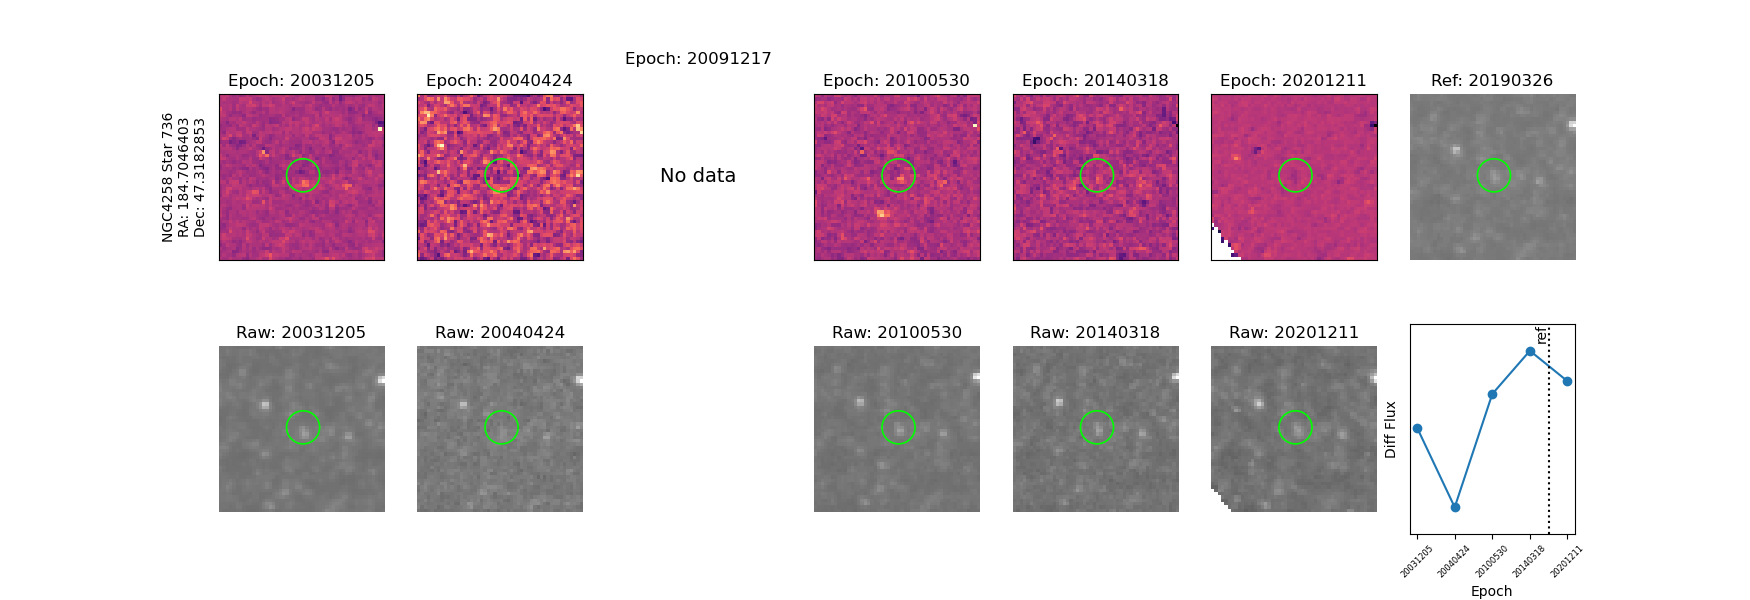 Epoch: 20091217
Epoch: 20031205
Epoch: 20040424
Epoch: 20100530
Epoch: 20140318
Epoch: 20201211
Ref: 20190326
NGC4258 Star 736
RA: 184.7046403
Dec: 47.3182853
No data
Raw: 20031205
Raw: 20040424
Raw: 20100530
Raw: 20140318
Raw: 20201211
ref
Diff Flux
20031205
20040424
20100530
20140318
20201211
Epoch